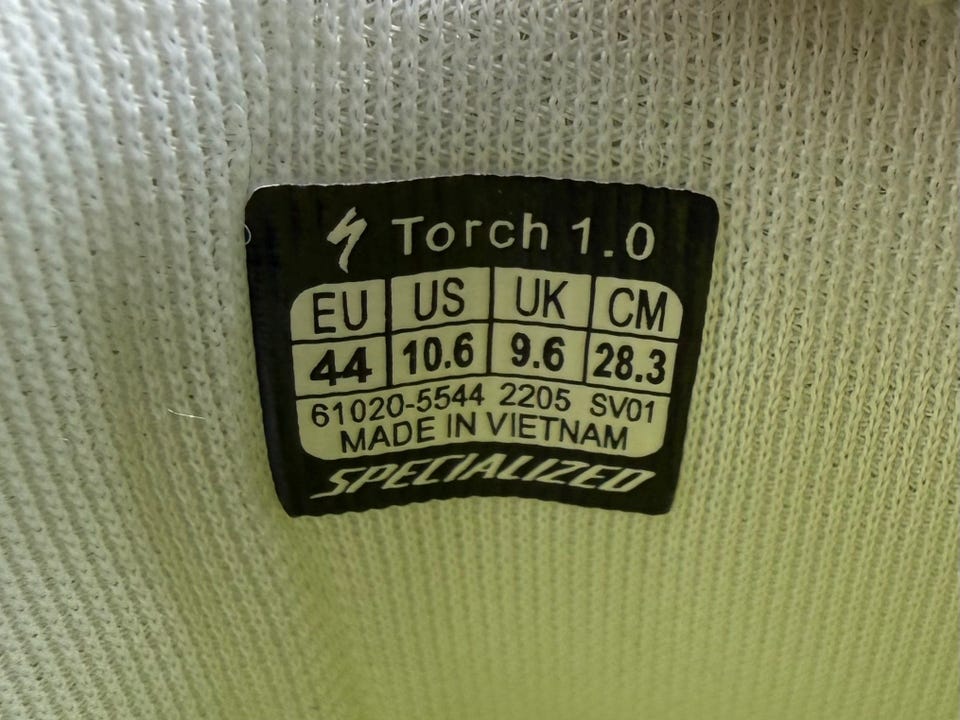 Torch 1.0
EU US UK CM
44 10.6 9.6 28.3
61020-5544 2205 SV01
MADE IN VIETNAM
SPECIALIZED